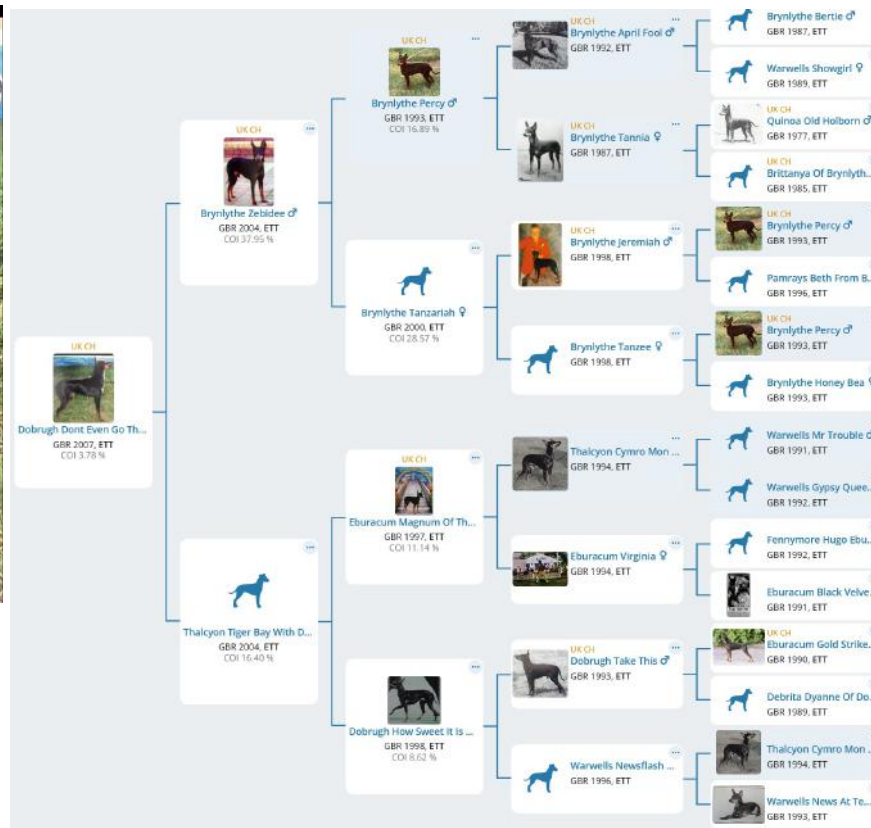 UK CH
Dobrugh Dont Even Go Th...
GBR 2007, ETT
COI 3.78 %
UK CH
Brynlythe Zebidee ♂
GBR 2004, ETT
COI 37.95 %
Thalcyon Tiger Bay With D...
GBR 2004, ETT
COI 16.40 %
UK CH
Brynlythe Percy ♂
GBR 1993, ETT
COI 16.89 %
Brynlythe Tanzariah ♀
GBR 2000, ETT
COI 28.57 %
UK CH
Eburacum Magnum Of Th...
GBR 1997, ETT
COI 11.14 %
Dobrugh How Sweet It Is ...
GBR 1998, ETT
COI 8.62 %
UK CH
Brynlythe April Fool ♂
GBR 1992, ETT
UK CH
Brynlythe Tannia ♀
GBR 1987, ETT
UK CH
Brynlythe Jeremiah ♂
GBR 1998, ETT
Brynlythe Tanzee ♀
GBR 1998, ETT
Thalcyon Cymro Mon ...
GBR 1994, ETT
Eburacum Virginia ♀
GBR 1994, ETT
UK CH
Dobrugh Take This ♂
GBR 1993, ETT
Warwells Newsflash ...
GBR 1996, ETT
Brynlythe Bertie ♂
GBR 1987, ETT
Warwells Showgirl ♀
GBR 1989, ETT
UK CH
Quinoa Old Holborn ♂
GBR 1977, ETT
UK CH
Brittanya Of Brynlyth...
GBR 1985, ETT
UK CH
Brynlythe Percy ♂
GBR 1993, ETT
Pamrays Beth From B...
GBR 1996, ETT
UK CH
Brynlythe Percy ♂
GBR 1993, ETT
Brynlythe Honey Bea ♀
GBR 1993, ETT
Warwells Mr Trouble ♂
GBR 1991, ETT
Warwells Gypsy Quee...
GBR 1992, ETT
Fennymore Hugo Ebu...
GBR 1992, ETT
Eburacum Black Velve...
GBR 1991, ETT
UK CH
Eburacum Gold Strike...
GBR 1990, ETT
Debrita Dyanne Of Do...
GBR 1989, ETT
Thalcyon Cymro Mon ...
GBR 1994, ETT
Warwells News At Te...
GBR 1993, ETT